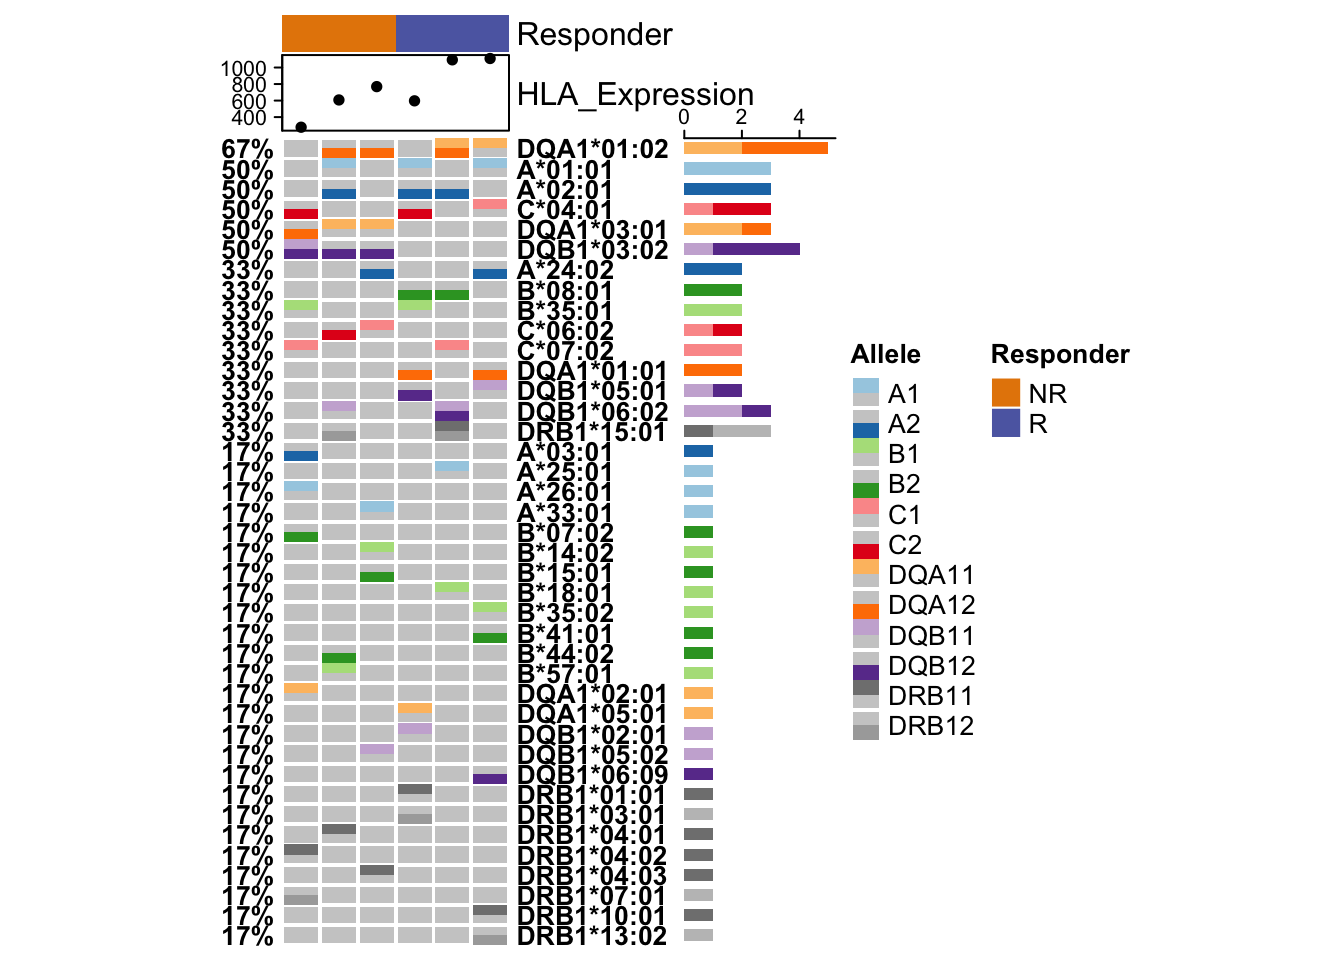 Responder
HLA_Expression
1000
800
600
400
0 2 4
67% DQA1*01:02
50% A*01:01
50% A*02:01
50% C*04:01
50% DQA1*03:01
50% DQB1*03:02
33% A*24:02
33% B*08:01
33% B*35:01
33% C*06:02
33% C*07:02
33% DQA1*01:01
33% DQB1*05:01
33% DQB1*06:02
33% DRB1*15:01
17% A*03:01
17% A*25:01
17% A*26:01
17% A*33:01
17% B*07:02
17% B*14:02
17% B*15:01
17% B*18:01
17% B*35:02
17% B*41:01
17% B*44:02
17% B*57:01
17% DQA1*02:01
17% DQA1*05:01
17% DQB1*02:01
17% DQB1*05:02
17% DQB1*06:09
17% DRB1*01:01
17% DRB1*03:01
17% DRB1*04:01
17% DRB1*04:02
17% DRB1*04:03
17% DRB1*07:01
17% DRB1*10:01
17% DRB1*13:02
Allele
A1
A2
B1
B2
C1
C2
DQA11
DQA12
DQB11
DQB12
DRB11
DRB12
Responder
NR
R